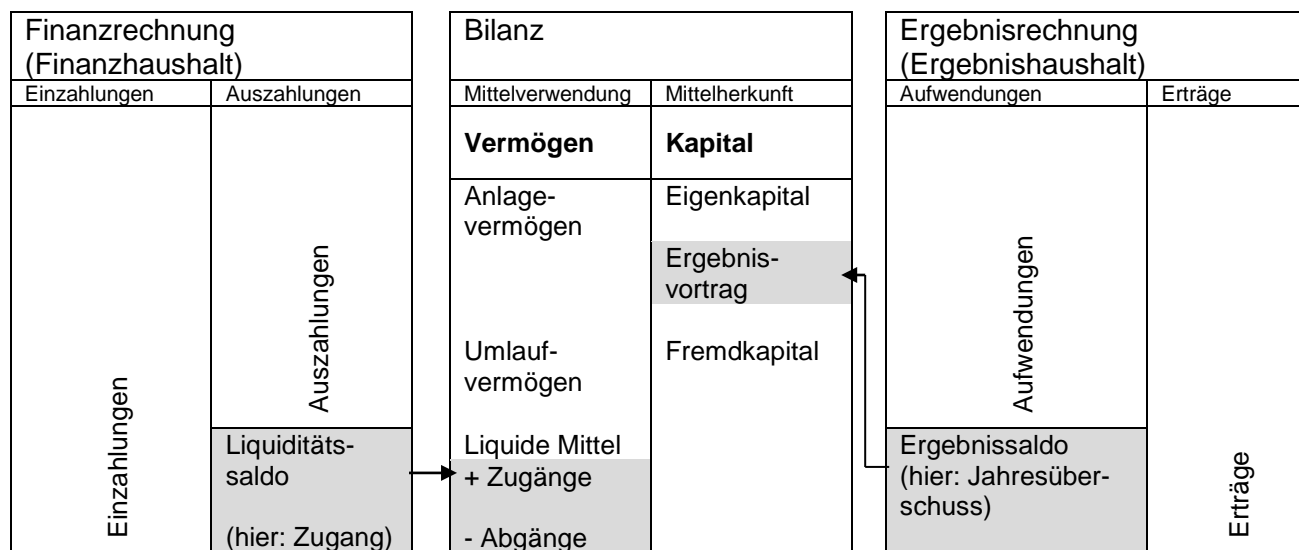 Finanzrechnung
(Finanzhaushalt)
Einzahlungen
Auszahlungen
Einzahlungen
Auszahlungen
Liquiditäts-
saldo
(hier: Zugang)
Bilanz
Mittelverwendung
Mittelherkunft
Vermögen
Kapital
Anlage-
vermögen
Umlauf-
vermögen
Liquide Mittel
+ Zugänge
- Abgänge
Eigenkapital
Ergebnis-
vortrag
Fremdkapital
Ergebnisrechnung
(Ergebnishaushalt)
Aufwendungen
Erträge
Aufwendungen
Ergebnissaldo
(hier: Jahresüber-
schuss)
Erträge